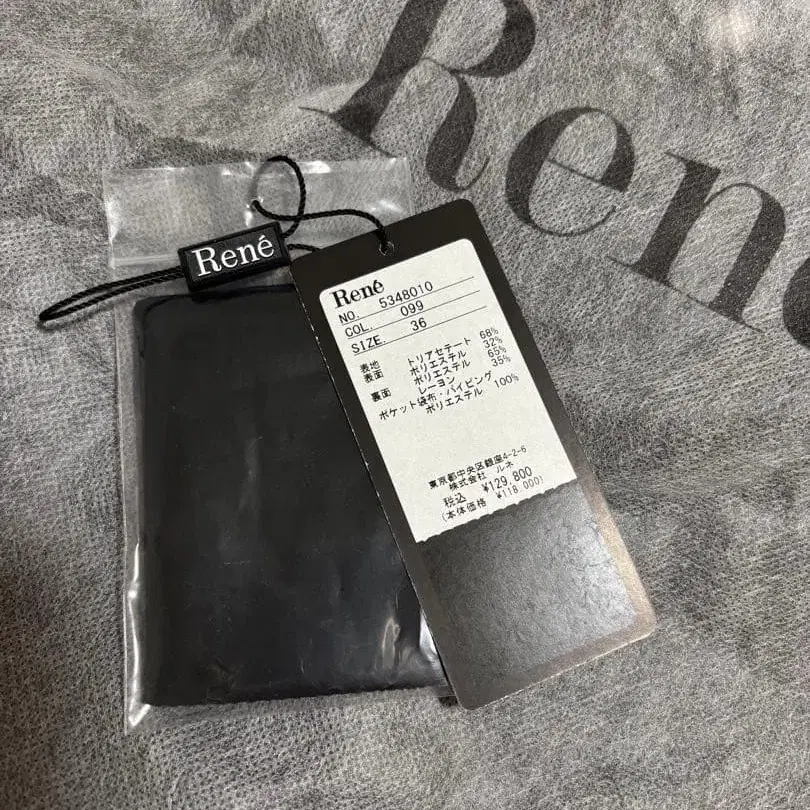 René
René
René
NO. 5348010
COL. 099
SIZE. 36
表地
表面 トリアセテート 68%
ポリエステル 32%
裏面 ポリエステル 65%
レーヨン 35%
ポケット袋布・パイピング
ポリエステル 100%
東京都中央区銀座4-2-6
株式会社 ルネ
税込 ¥129,800
(本体価格 ¥118,000)